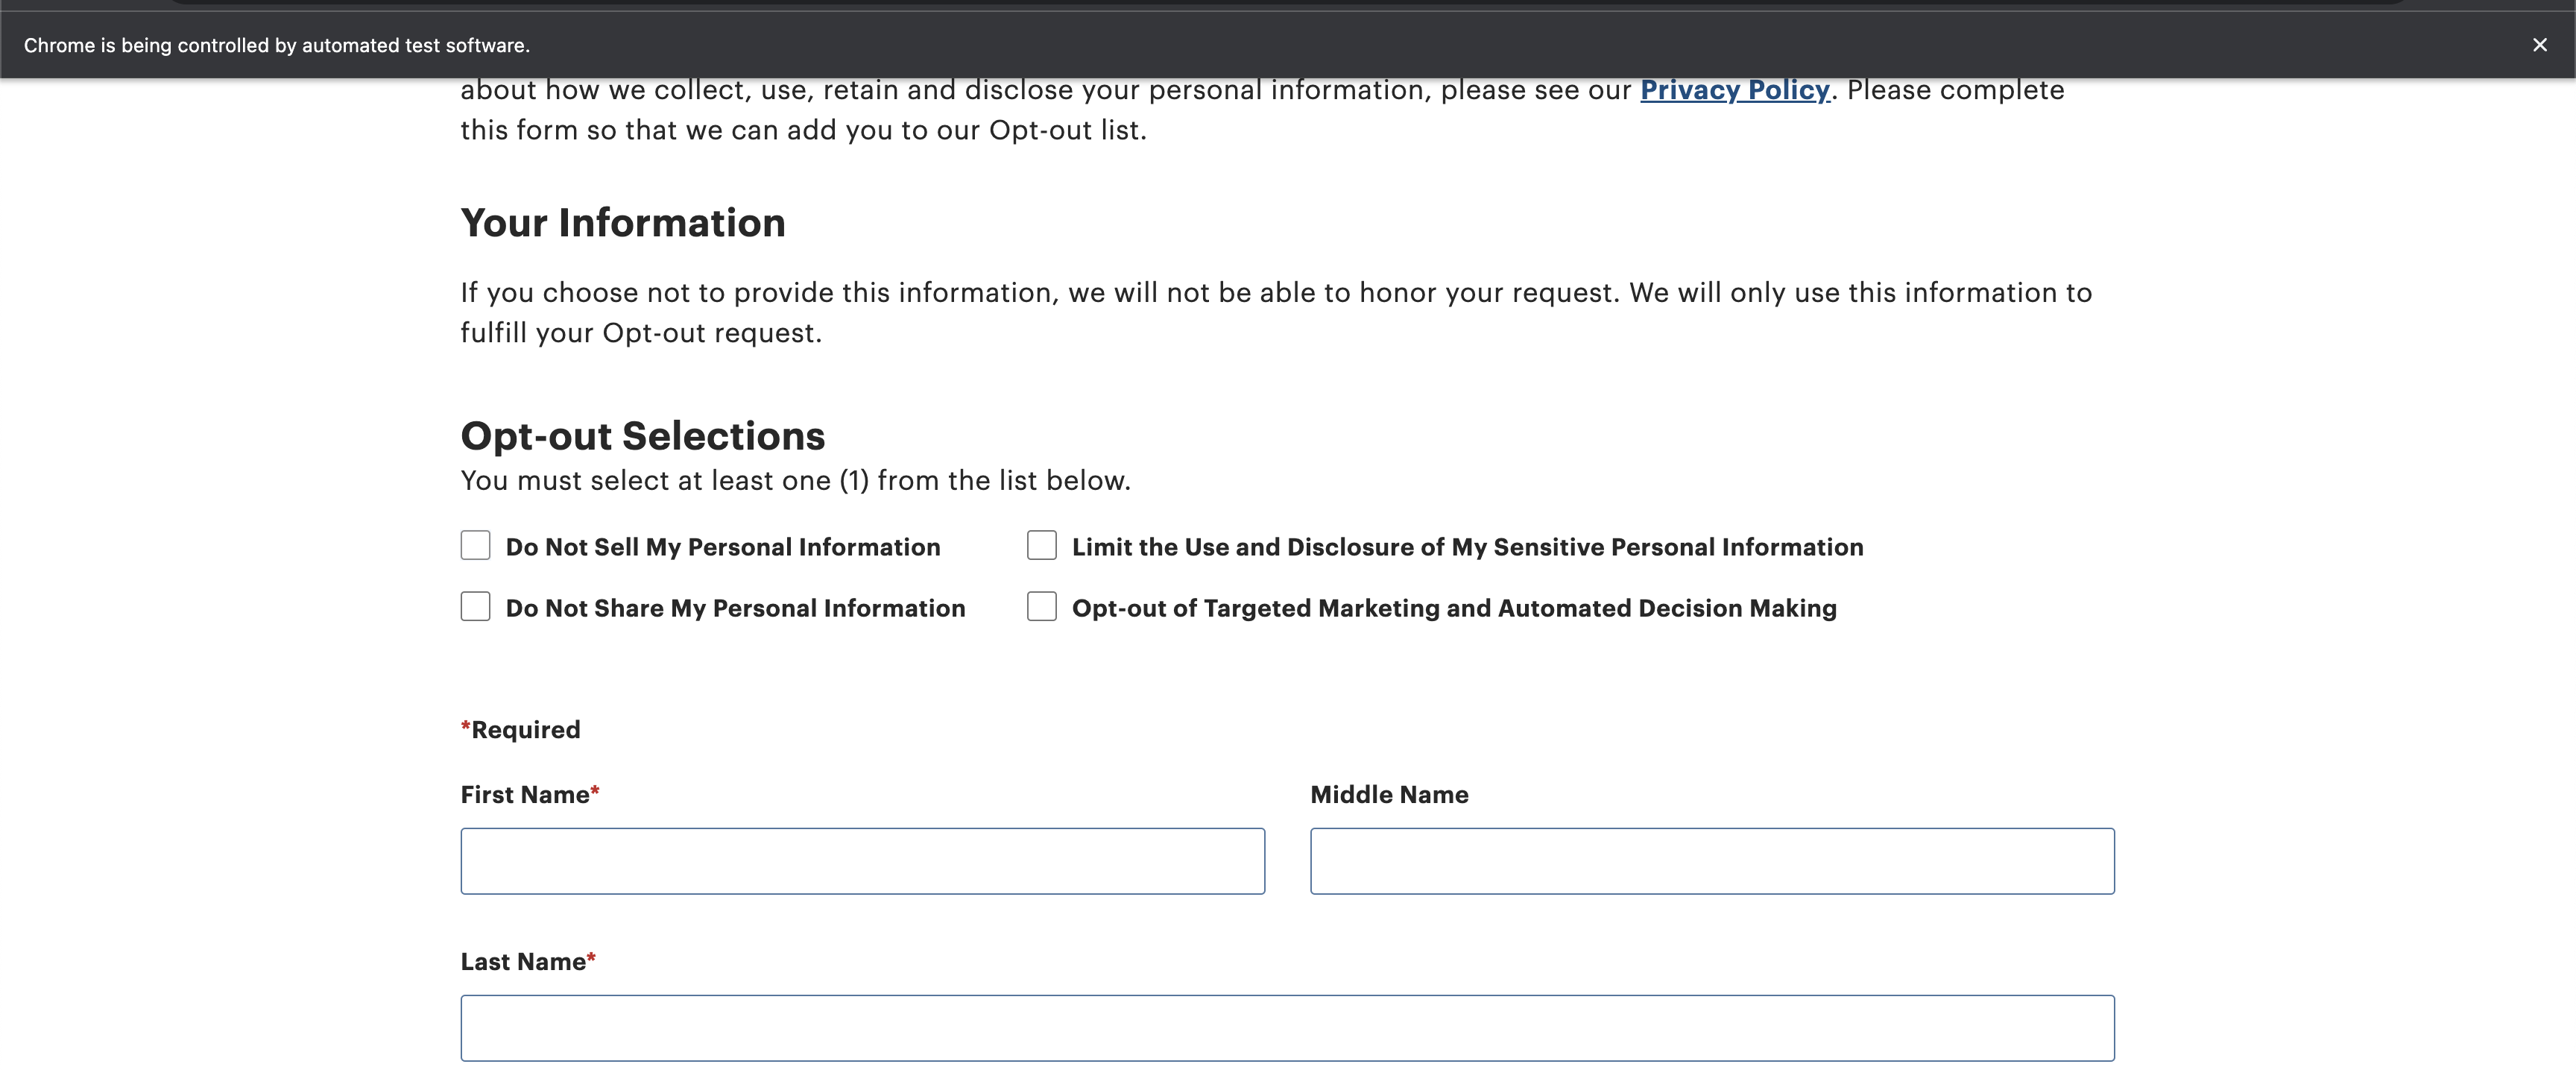 Chrome is being controlled by automated test software.
about how we collect, use, retain and disclose your personal information, please see our Privacy Policy. Please complete
this form so that we can add you to our Opt-out list.
Your Information
If you choose not to provide this information, we will not be able to honor your request. We will only use this information to
fulfill your Opt-out request.
Opt-out Selections
You must select at least one (1) from the list below.
Do Not Sell My Personal Information
Limit the Use and Disclosure of My Sensitive Personal Information
Do Not Share My Personal Information
Opt-out of Targeted Marketing and Automated Decision Making
*Required
First Name*
Middle Name
Last Name*